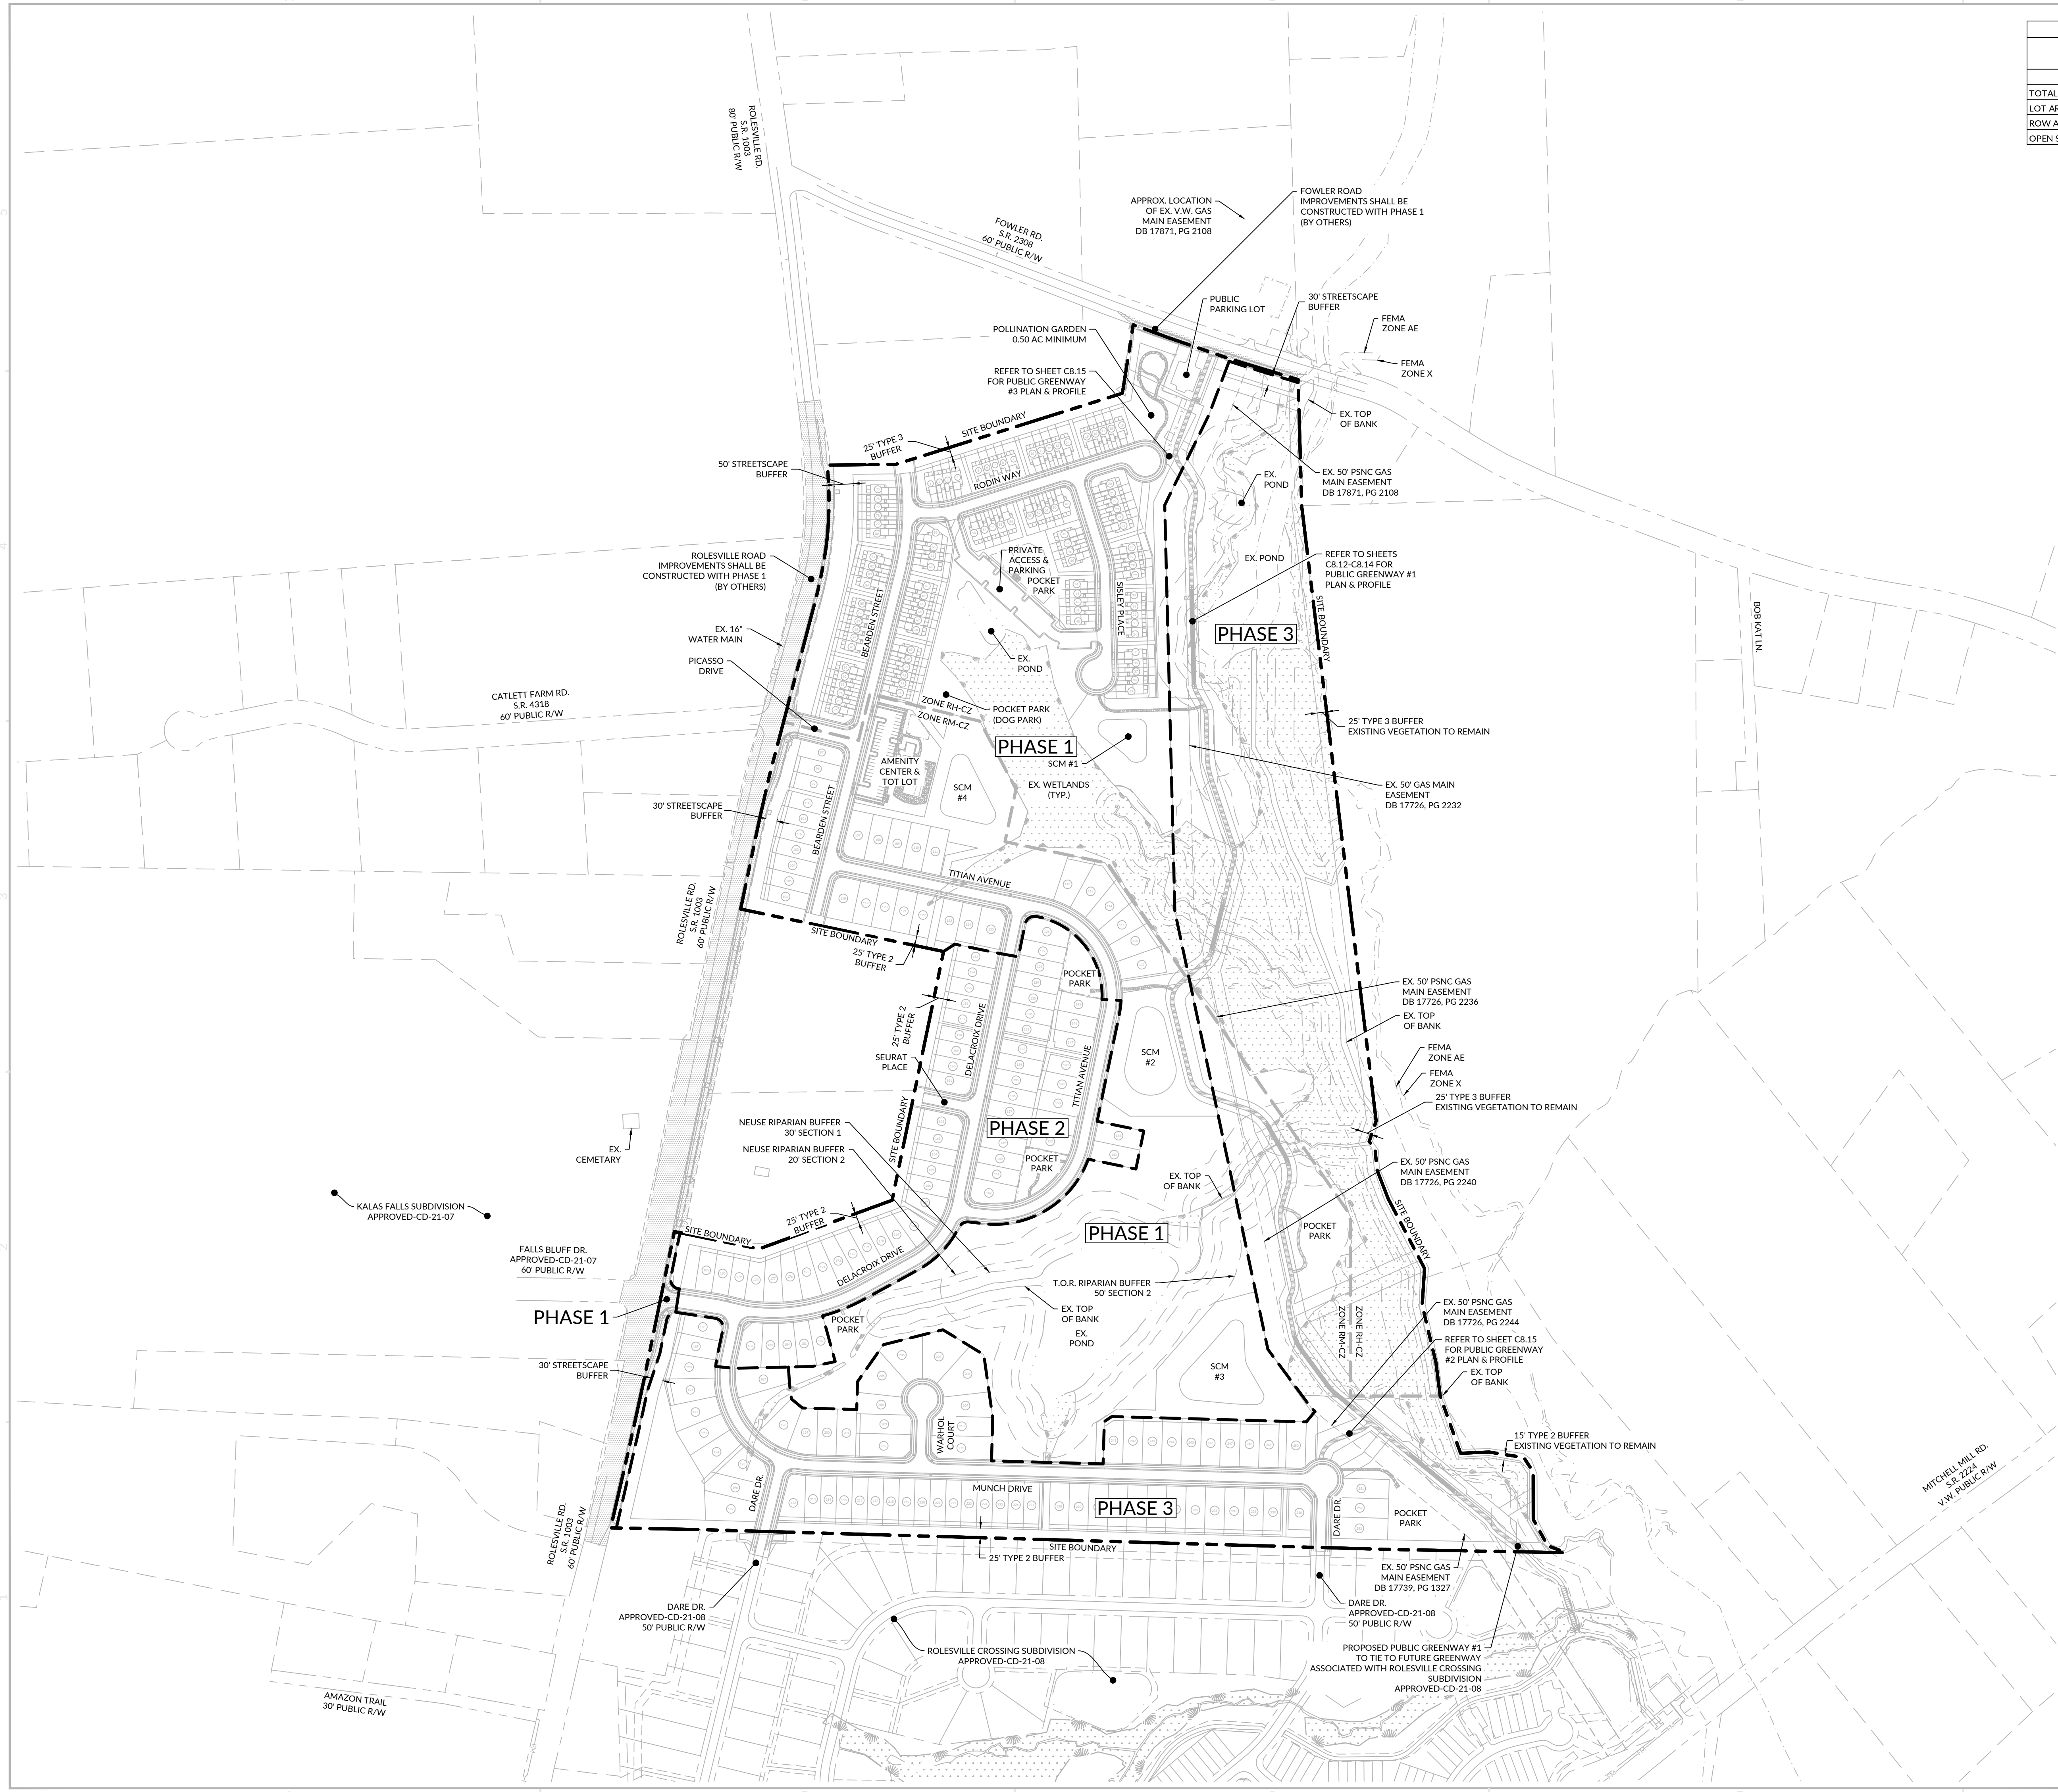 TOTAL
LOT AR
ROW A
OPEN S
ROLESVILLE RD.
S.R. 1003
80' PUBLIC R/W
FOWLER RD.
S.R. 2308
60' PUBLIC R/W
APPROX. LOCATION
OF EX. V.W. GAS
MAIN EASEMENT
DB 17871, PG 2108
FOWLER ROAD
IMPROVEMENTS SHALL BE
CONSTRUCTED WITH PHASE 1
(BY OTHERS)
PUBLIC
PARKING LOT
30' STREETSCAPE
BUFFER
FEMA
ZONE AE
FEMA
ZONE X
POLLINATION GARDEN
0.50 AC MINIMUM
REFER TO SHEET C8.15
FOR PUBLIC GREENWAY
#3 PLAN & PROFILE
EX. TOP
OF BANK
SITE BOUNDARY
25' TYPE 3
BUFFER
50' STREETSCAPE
BUFFER
RODIN WAY
EX.
POND
EX. 50' PSNC GAS
MAIN EASEMENT
DB 17871, PG 2108
ROLESVILLE ROAD
IMPROVEMENTS SHALL BE
CONSTRUCTED WITH PHASE 1
(BY OTHERS)
PRIVATE
ACCESS &
PARKING
POCKET
PARK
EX. POND
REFER TO SHEETS
C8.12-C8.14 FOR
PUBLIC GREENWAY #1
PLAN & PROFILE
SISLEY PLACE
BEARDEN STREET
SITE BOUNDARY
BOB KAT LN.
PHASE 3
EX. 16"
WATER MAIN
PICASSO
DRIVE
EX.
POND
CATLETT FARM RD.
S.R. 4318
60' PUBLIC R/W
ZONE RH-CZ
ZONE RM-CZ
POCKET PARK
(DOG PARK)
25' TYPE 3 BUFFER
EXISTING VEGETATION TO REMAIN
PHASE 1
SCM #1
AMENITY
CENTER &
TOT LOT
SCM
#4
EX. WETLANDS
(TYP.)
EX. 50' GAS MAIN
EASEMENT
DB 17726, PG 2232
30' STREETSCAPE
BUFFER
BEARDEN STREET
TITIAN AVENUE
ROLESVILLE RD.
S.R. 1003
60' PUBLIC R/W
SITE BOUNDARY
25' TYPE 2
BUFFER
POCKET
PARK
EX. 50' PSNC GAS
MAIN EASEMENT
DB 17726, PG 2236
EX. TOP
OF BANK
25' TYPE 2
BUFFER
DELACROIX DRIVE
SEURAT
PLACE
SCM
#2
FEMA
ZONE AE
FEMA
ZONE X
TITIAN AVENUE
25' TYPE 3 BUFFER
EXISTING VEGETATION TO REMAIN
NEUSE RIPARIAN BUFFER
30' SECTION 1
NEUSE RIPARIAN BUFFER
20' SECTION 2
SITE BOUNDARY
PHASE 2
EX.
CEMETARY
POCKET
PARK
EX. TOP
OF BANK
EX. 50' PSNC GAS
MAIN EASEMENT
DB 17726, PG 2240
KALAS FALLS SUBDIVISION
APPROVED-CD-21-07
SITE BOUNDARY
25' TYPE 2
BUFFER
PHASE 1
POCKET
PARK
SITE BOUNDARY
FALLS BLUFF DR.
APPROVED-CD-21-07
60' PUBLIC R/W
DELACROIX DRIVE
T.O.R. RIPARIAN BUFFER
50' SECTION 2
PHASE 1
EX. TOP
OF BANK
EX.
POND
POCKET
PARK
ZONE RM-CZ
ZONE RH-CZ
EX. 50' PSNC GAS
MAIN EASEMENT
DB 17726, PG 2244
REFER TO SHEET C8.15
FOR PUBLIC GREENWAY
#2 PLAN & PROFILE
30' STREETSCAPE
BUFFER
SCM
#3
EX. TOP
OF BANK
WARHOL
COURT
15' TYPE 2 BUFFER
EXISTING VEGETATION TO REMAIN
MITCHELL MILL RD.
S.R. 2224
V.W. PUBLIC R/W
DARE DR.
MUNCH DRIVE
PHASE 3
DARE DR.
POCKET
PARK
ROLESVILLE RD.
S.R. 1003
60' PUBLIC R/W
SITE BOUNDARY
25' TYPE 2 BUFFER
EX. 50' PSNC GAS
MAIN EASEMENT
DB 17739, PG 1327
DARE DR.
APPROVED-CD-21-08
50' PUBLIC R/W
DARE DR.
APPROVED-CD-21-08
50' PUBLIC R/W
ROLESVILLE CROSSING SUBDIVISION
APPROVED-CD-21-08
PROPOSED PUBLIC GREENWAY #1
TO TIE TO FUTURE GREENWAY
ASSOCIATED WITH ROLESVILLE CROSSING
SUBDIVISION
APPROVED-CD-21-08
AMAZON TRAIL
30' PUBLIC R/W